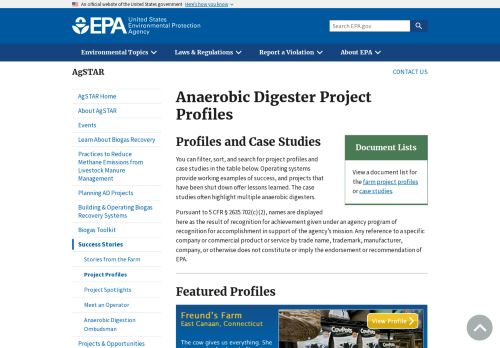 An official website of the United States government Here's how you know
EPA United States
Environmental Protection
Agency
Search EPA.gov
Environmental Topics Laws & Regulations Report a Violation About EPA
AgSTAR
CONTACT US
AgSTAR Home
About AgSTAR
Events
Learn About Biogas Recovery
Practices to Reduce
Methane Emissions from
Livestock Manure
Management
Planning AD Projects
Building & Operating Biogas
Recovery Systems
Biogas Toolkit
Success Stories
Stories from the Farm
Project Profiles
Project Spotlights
Meet an Operator
Anaerobic Digestion
Ombudsman
Projects & Opportunities
Anaerobic Digester Project
Profiles
Profiles and Case Studies
You can filter, sort, and search for project profiles and
case studies in the table below. Operating systems
provide working examples of success, and projects that
have been shut down offer lessons learned. The case
studies often highlight multiple anaerobic digesters.
Document Lists
View a document list for
the farm project profiles
or case studies.
Pursuant to 5 CFR § 2635.702(c)(2), names are displayed
here as the result of recognition for achievement given under an agency program of
recognition for accomplishment in support of the agency's mission. Any reference to a specific
company or commercial product or service by trade name, trademark, manufacturer,
company, or otherwise does not constitute or imply the endorsement or recommendation of
EPA.
Featured Profiles
Freund's Farm
East Canaan, Connecticut
View Profile
The cow gives us everything. She
CowPots